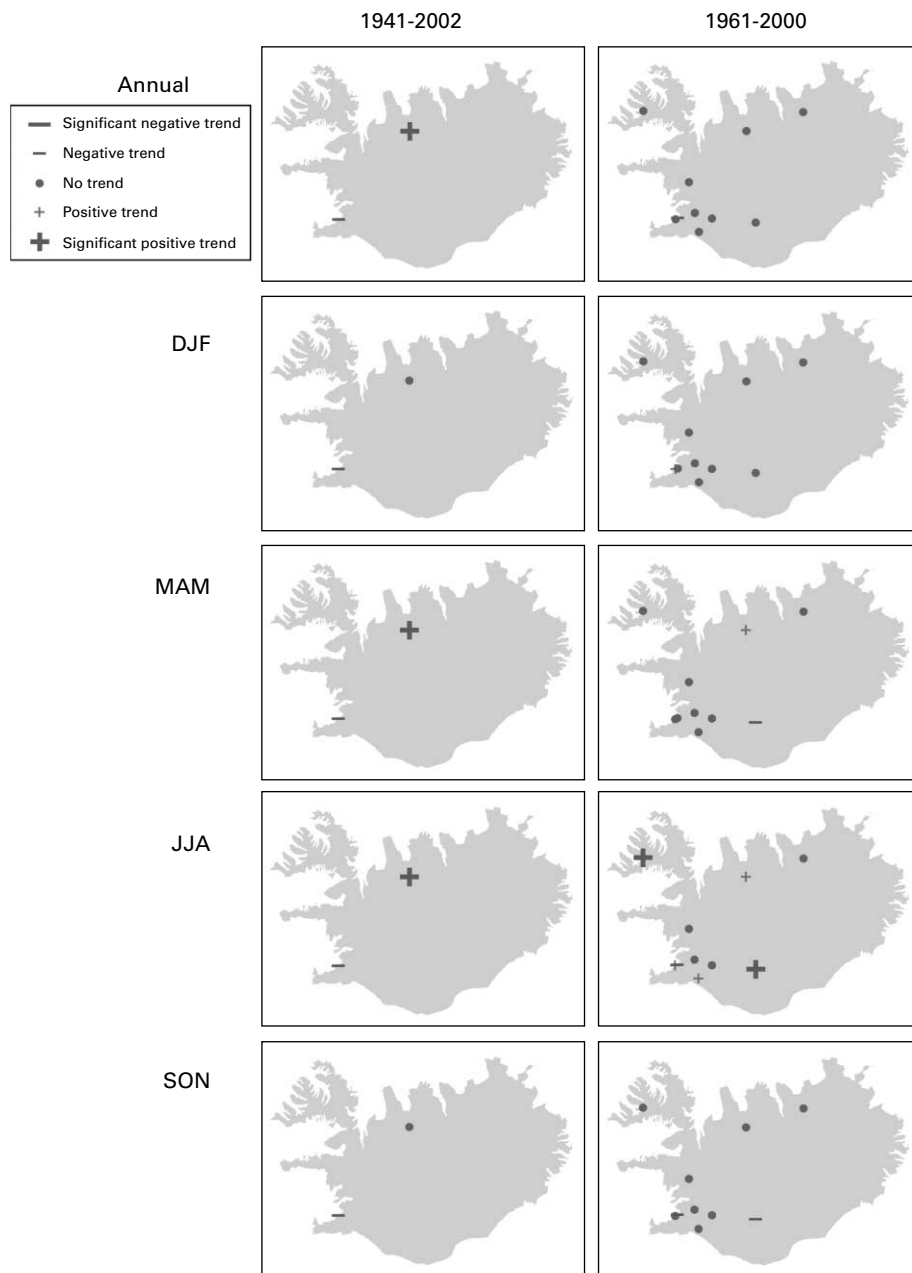 1941-2002
1961-2000
Annual
Significant negative trend
Negative trend
No trend
Positive trend
Significant positive trend
DJF
MAM
JJA
SON